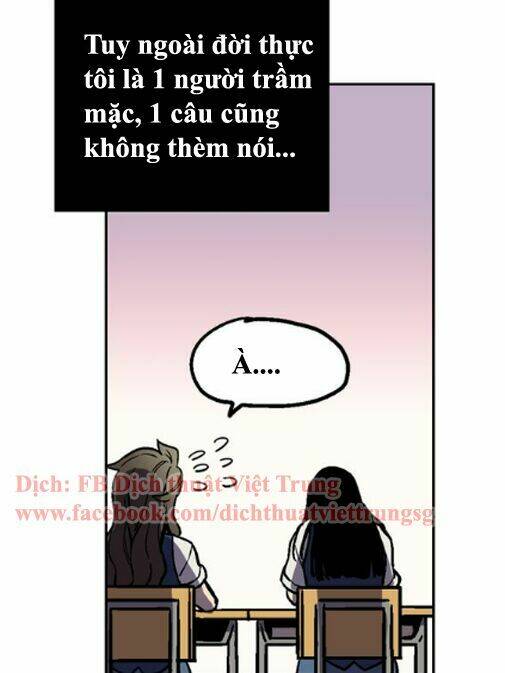 Tuy ngoài đời thực
tôi là 1 người trầm
mặc, 1 câu cũng
không thèm nói...
À....
Dịch: FB Dịch thuật Việt Trung
www.facebook.com/dichthuatviettrungsg